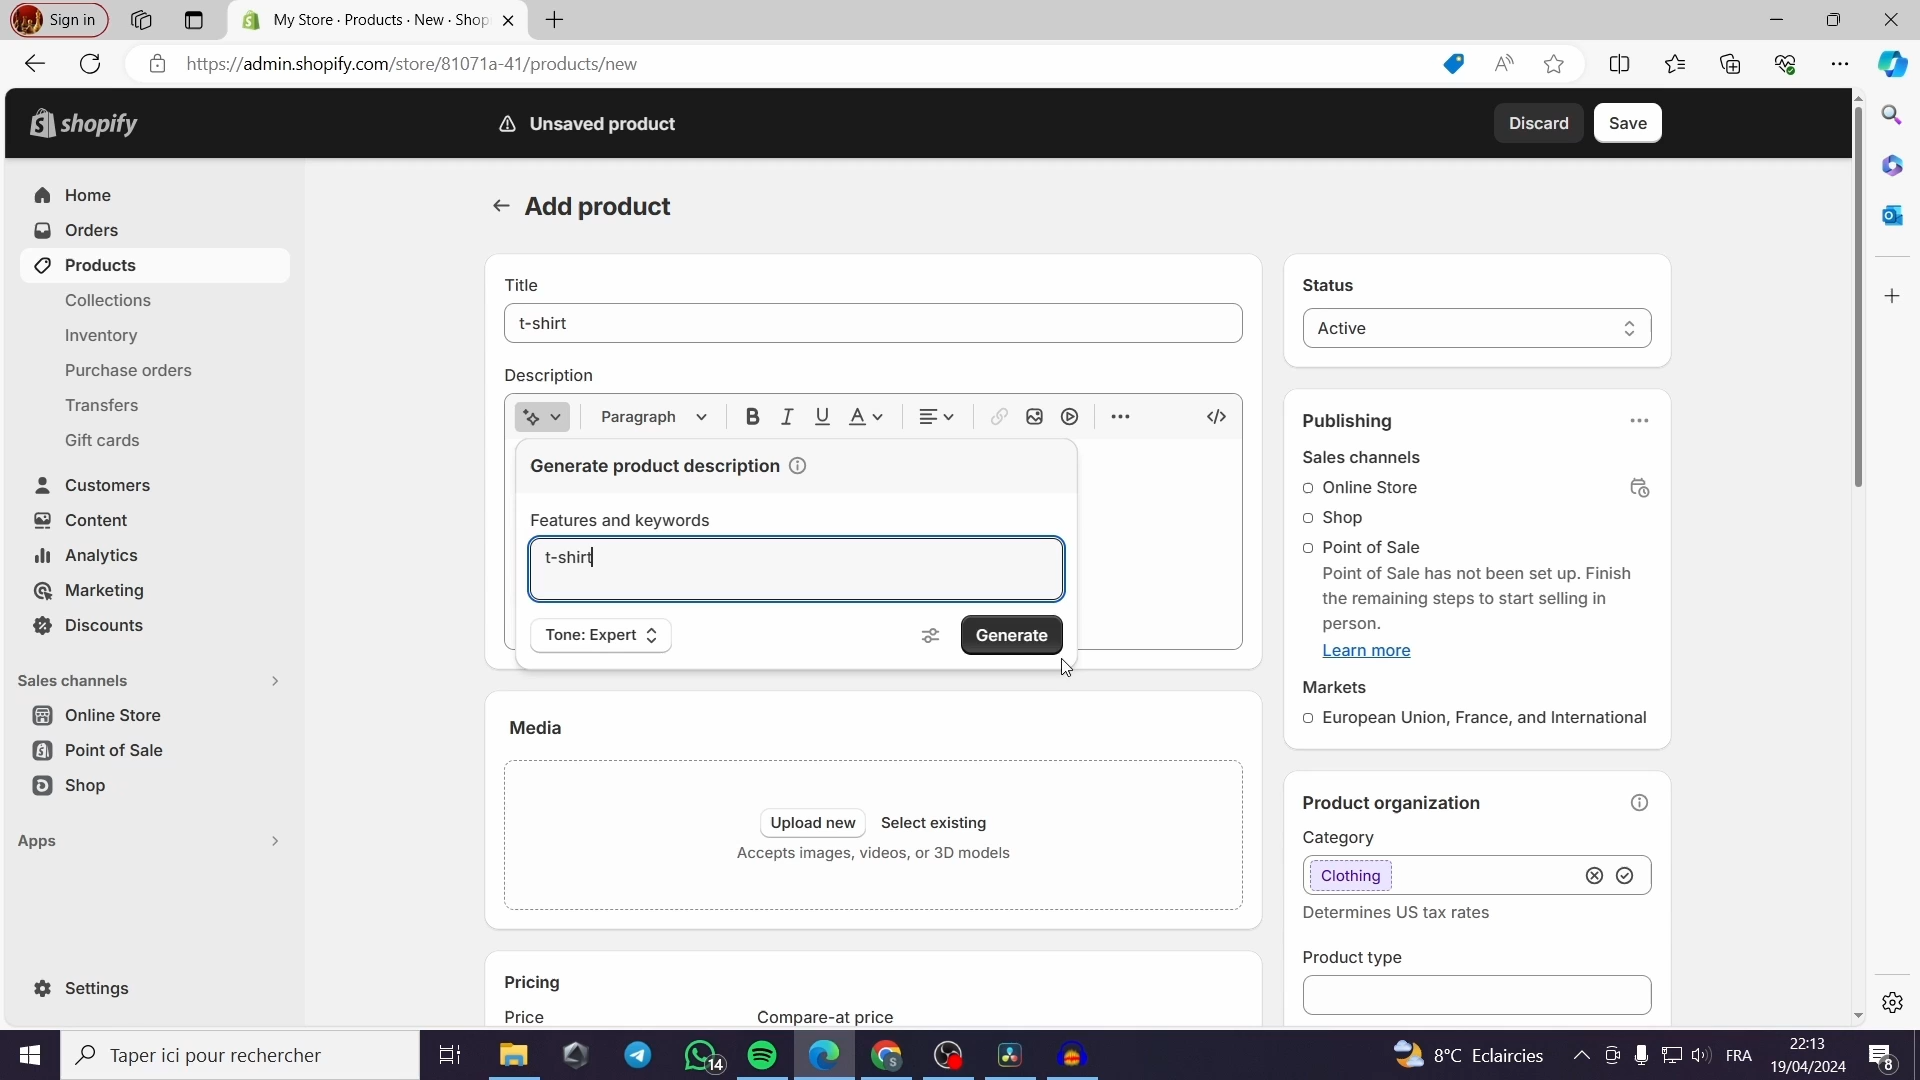 Sign in
My Store · Products · New · Shop
https://admin.shopify.com/store/81071a-41/products/new
shopify
Unsaved product
Discard
Save
Home
Orders
Products
Collections
Inventory
Purchase orders
Transfers
Gift cards
Customers
Content
Analytics
Marketing
Discounts
Sales channels
Online Store
Point of Sale
Shop
Apps
Settings
Add product
Title
t-shirt
Description
Paragraph
B I U A
Generate product description
Features and keywords
t-shirt
Tone: Expert
Generate
Media
Upload new Select existing
Accepts images, videos, or 3D models
Pricing
Price Compare-at price
Status
Active
Publishing
Sales channels
Online Store
Shop
Point of Sale
Point of Sale has not been set up. Finish
the remaining steps to start selling in
person.
Learn more
Markets
European Union, France, and International
Product organization
Category
Clothing
Determines US tax rates
Product type
Taper ici pour rechercher
14
8°C Eclaircies
FRA
22:13
19/04/2024
8